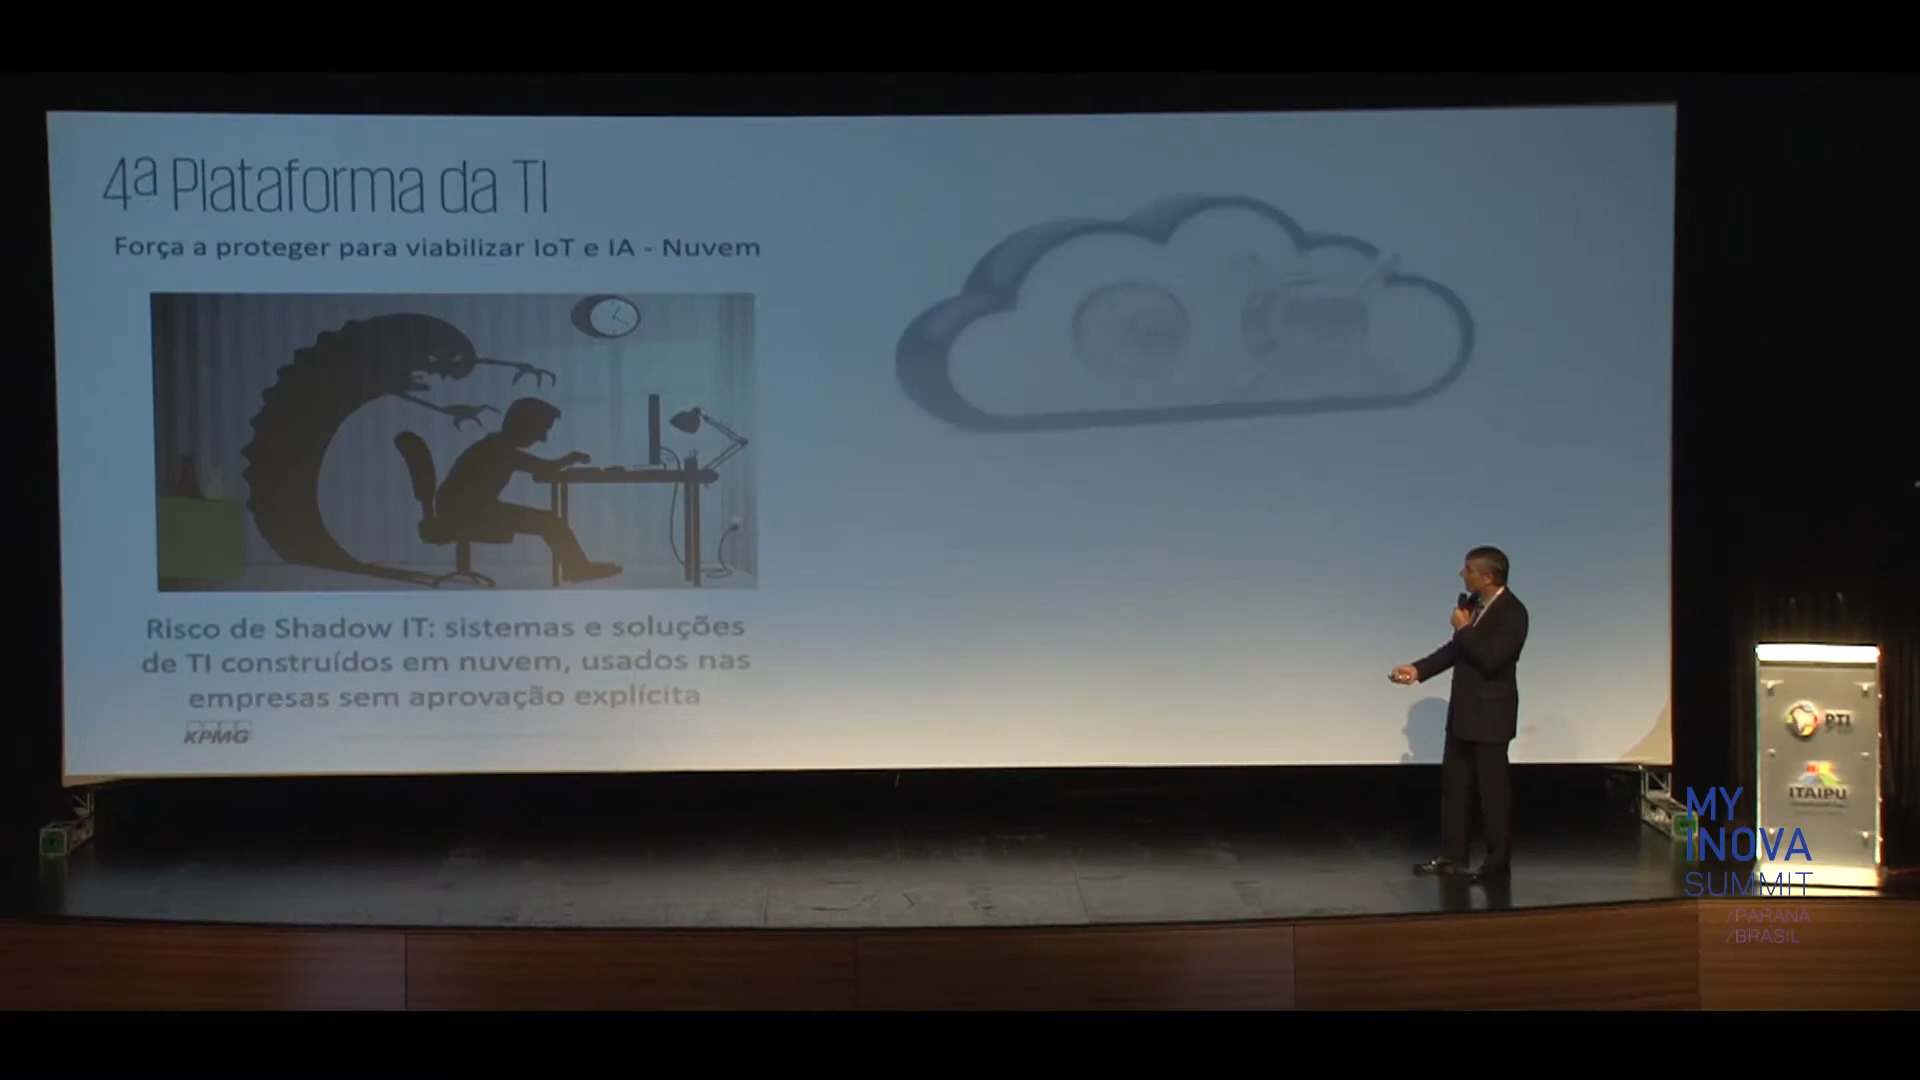 4ª Plataforma da TI
Força a proteger para viabilizar IoT e IA - Nuvem
Risco de Shadow IT: sistemas e soluções
de TI construídos em nuvem, usados nas
empresas sem aprovação explícita
KPMG
PTI
ITAIPU
MY
INOVA
SUMMIT
/PARANÁ
/BRASIL